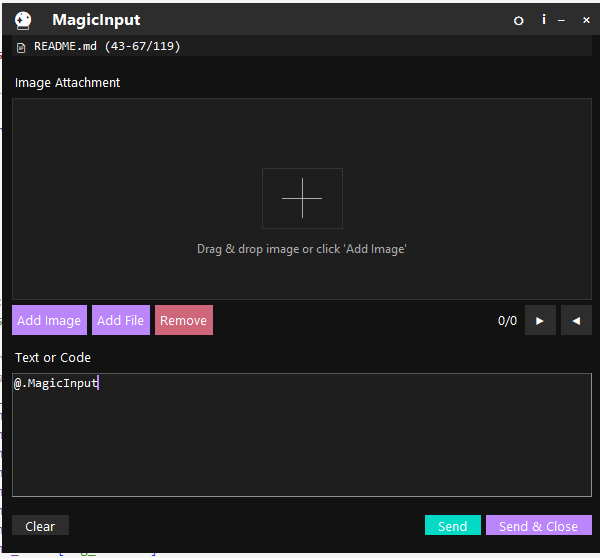 MagicInput
README.md (43-67/119)
Image Attachment
Drag & drop image or click 'Add Image'
Add Image Add File Remove 0/0
Text or Code
@.MagicInput
Clear Send Send & Close